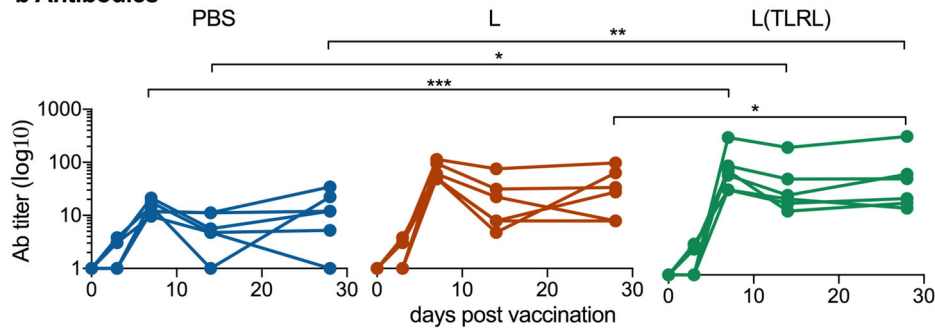 b Antibodies
PBS L L(TLRL)
**
*
***
*
Ab titer (log10)
1000
100
10
1
0 10 20 30 0 10 20 30 0 10 20 30
days post vaccination